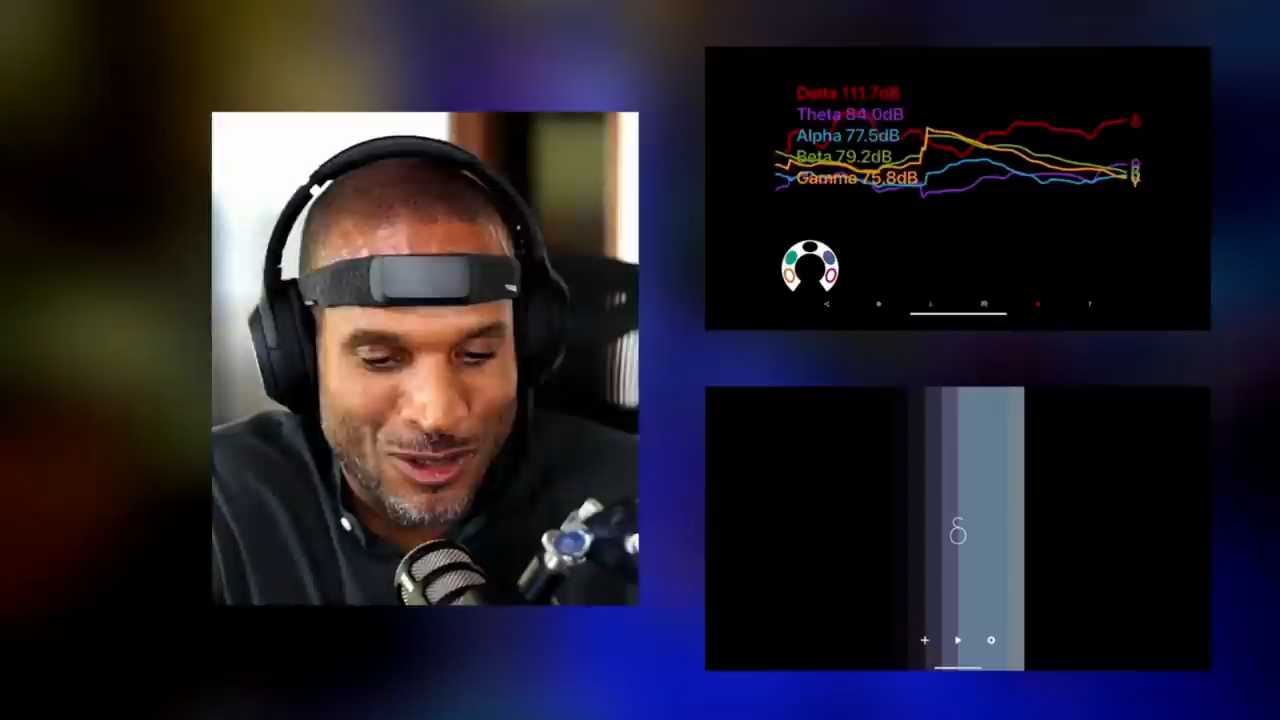 Delta 111.7dB
Theta 84.0dB
Alpha 77.5dB
Beta 79.2dB
Gamma 75.8dB
δ